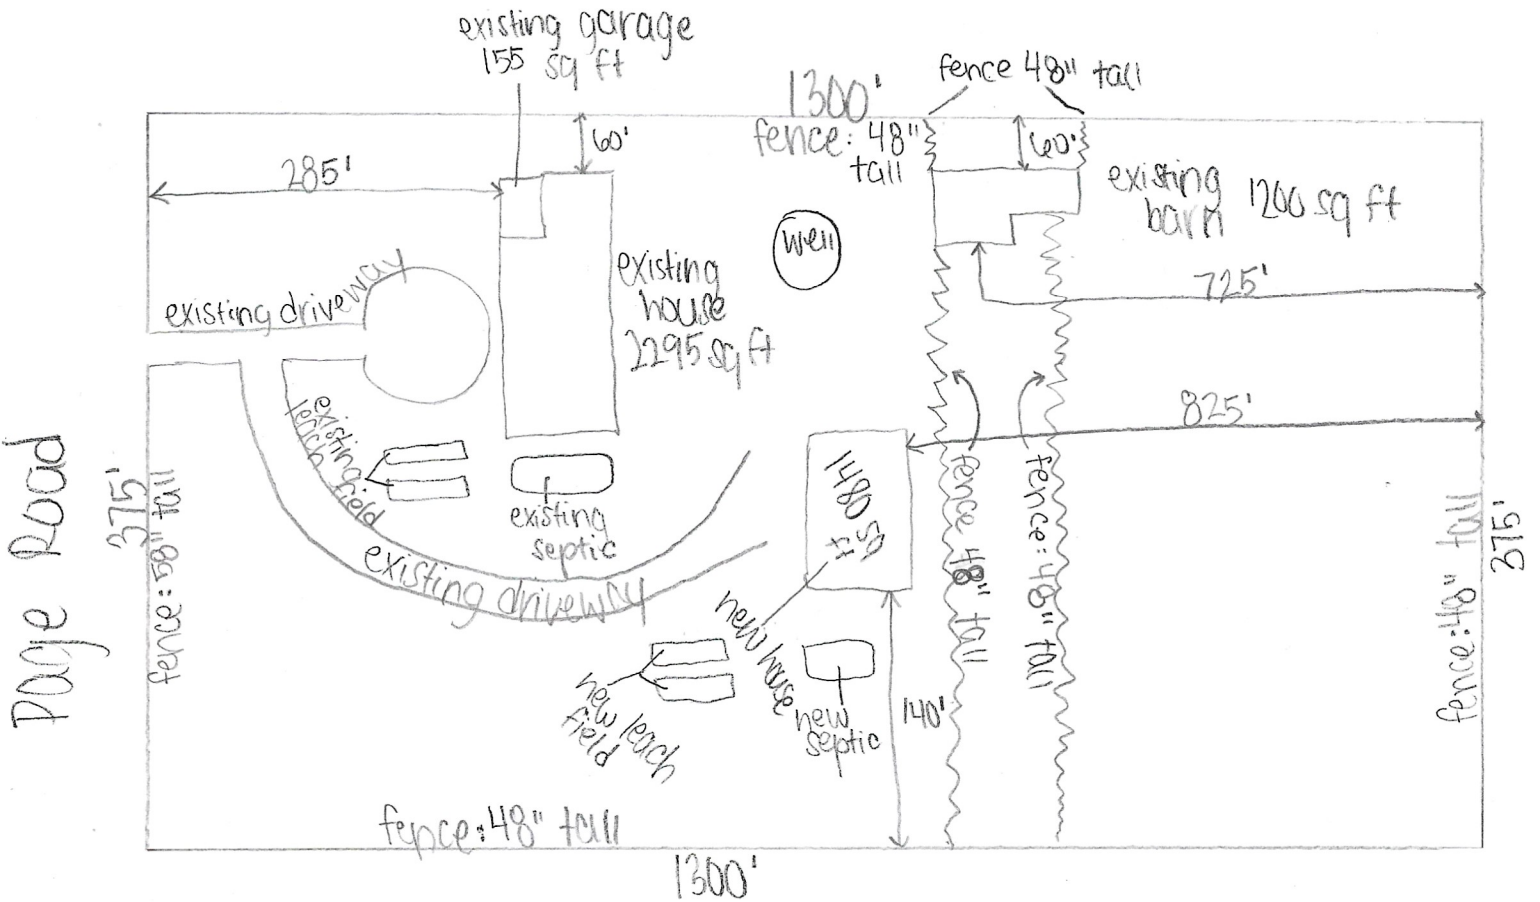 existing garage
155 sq ft
fence 48" tall
1300'
fence: 48"
tall
60'
60'
285'
existing
barn 1200 sq ft
well
existing driveway
existing
house
2295 sq ft
725'
825'
Page Road
375'
fence: 58" tall
existing
leach field
existing
septic
existing driveway
1480 sq
ft
new house
fence 48" tall
fence: 48" tall
fence: 48" tall
375'
new leach
field
new
septic
140'
fence: 48" tall
1300'